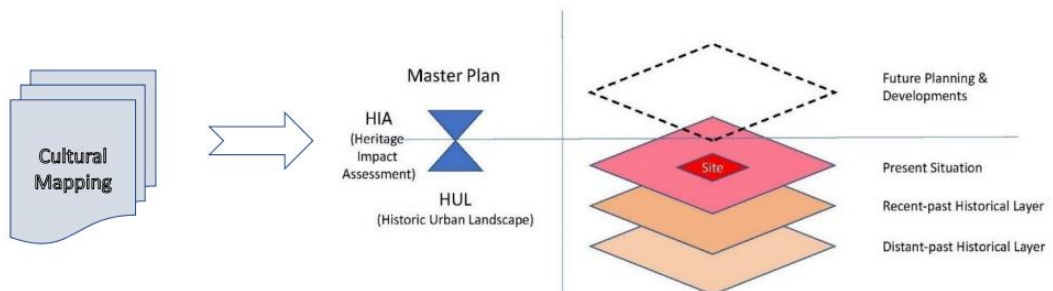 Cultural
Mapping
Master Plan
HIA
(Heritage
Impact
Assessment)
HUL
(Historic Urban Landscape)
Future Planning &
Developments
Site
Present Situation
Recent-past Historical Layer
Distant-past Historical Layer